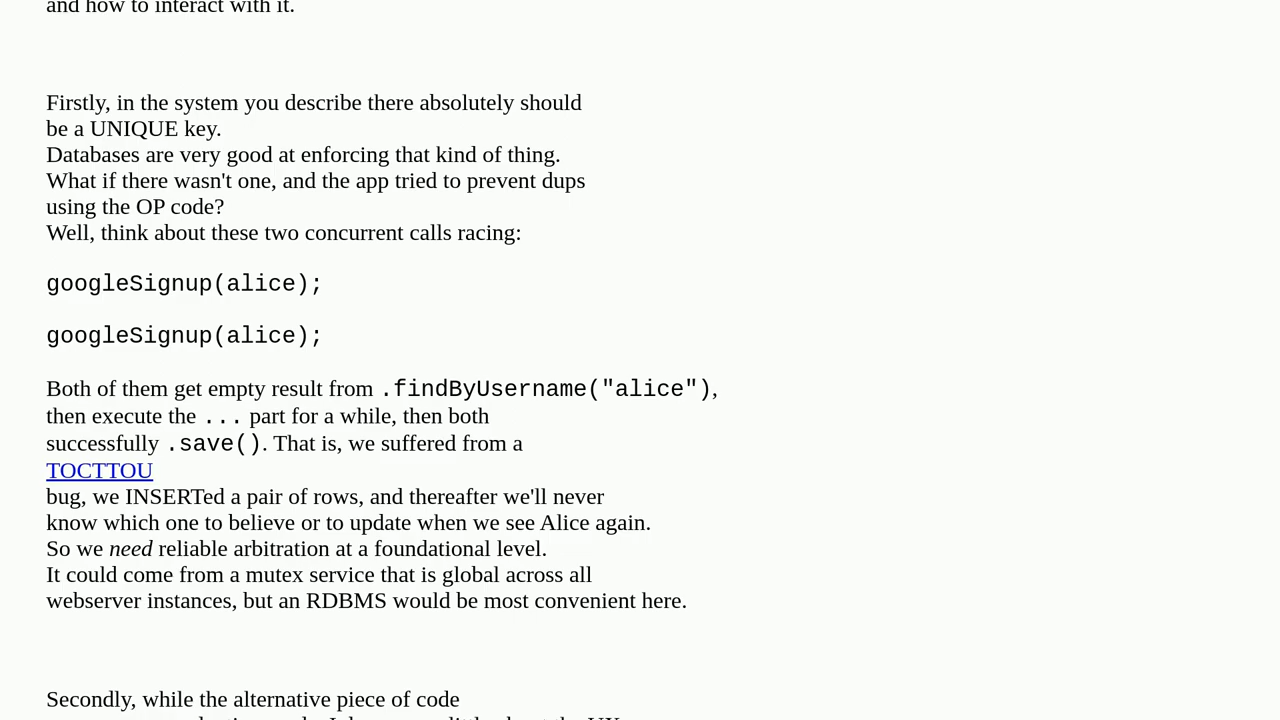 and how to interact with it.
Firstly, in the system you describe there absolutely should
be a UNIQUE key.
Databases are very good at enforcing that kind of thing.
What if there wasn't one, and the app tried to prevent dups
using the OP code?
Well, think about these two concurrent calls racing:
googleSignup(alice);
googleSignup(alice);
Both of them get empty result from .findByUsername("alice"),
then execute the ... part for a while, then both
successfully .save(). That is, we suffered from a
TOCTTOU
bug, we INSERTed a pair of rows, and thereafter we'll never
know which one to believe or to update when we see Alice again.
So we need reliable arbitration at a foundational level.
It could come from a mutex service that is global across all
webserver instances, but an RDBMS would be most convenient here.
Secondly, while the alternative piece of code